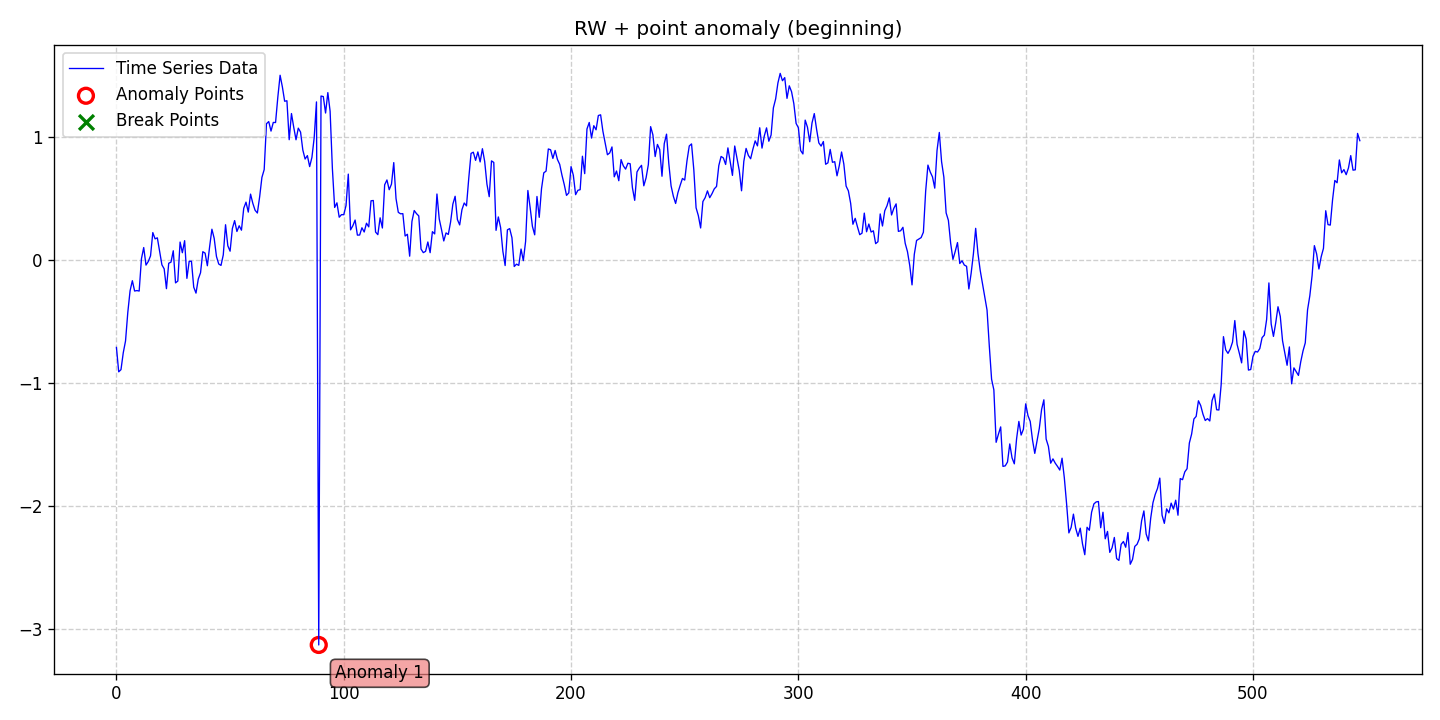 RW + point anomaly (beginning)
Time Series Data
Anomaly Points
Break Points
1
0
−1
−2
−3
Anomaly 1
0 100 200 300 400 500